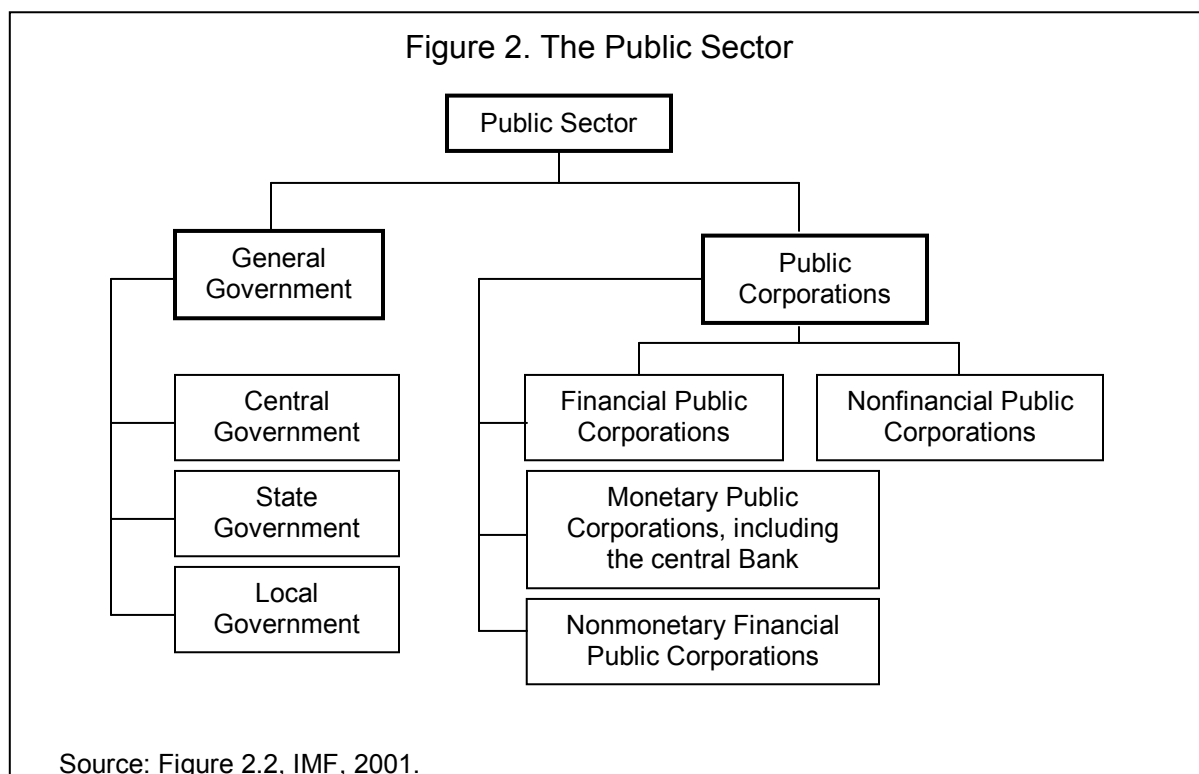 Figure 2. The Public Sector
Public Sector
General
Government
Public
Corporations
Central
Government
Financial Public
Corporations
Nonfinancial Public
Corporations
State
Government
Monetary Public
Corporations, including
the central Bank
Local
Government
Nonmonetary Financial
Public Corporations
Source: Figure 2.2, IMF, 2001.